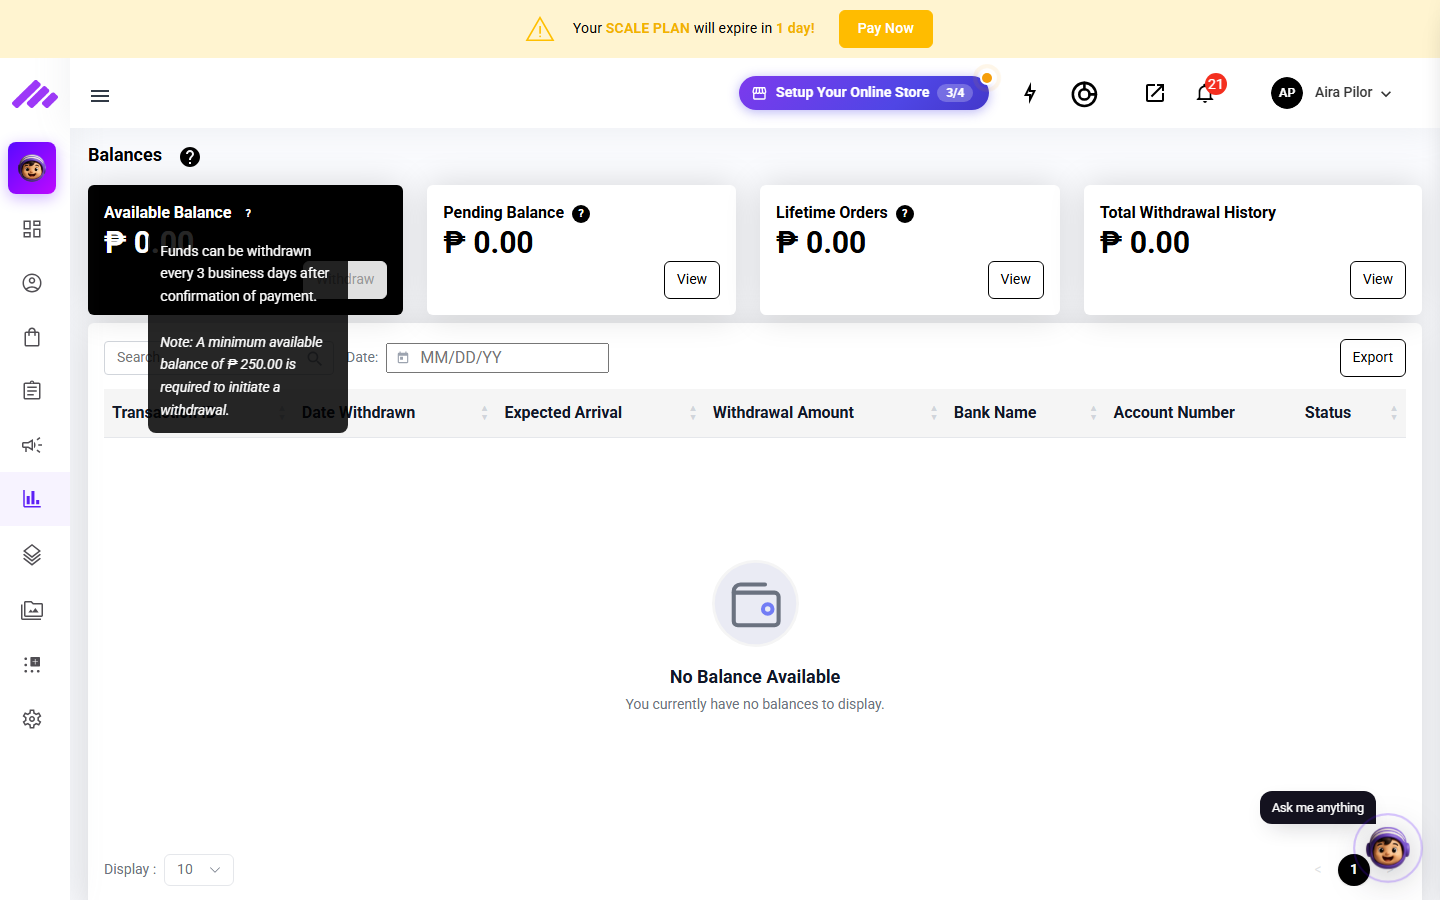 Your SCALE PLAN will expire in 1 day!
Pay Now
Setup Your Online Store 3/4
21
AP
Aira Pilor
Balances ?
Available Balance ?
₱ 0.00
Funds can be withdrawn
every 3 business days after
confirmation of payment.
Note: A minimum available
balance of ₱ 250.00 is
required to initiate a
withdrawal.
Withdraw
Pending Balance ?
₱ 0.00
View
Lifetime Orders ?
₱ 0.00
View
Total Withdrawal History
₱ 0.00
View
Search
Date:
MM/DD/YY
Export
Date Withdrawn
Expected Arrival
Withdrawal Amount
Bank Name
Account Number
Status
No Balance Available
You currently have no balances to display.
Ask me anything
Display :
10
<
1